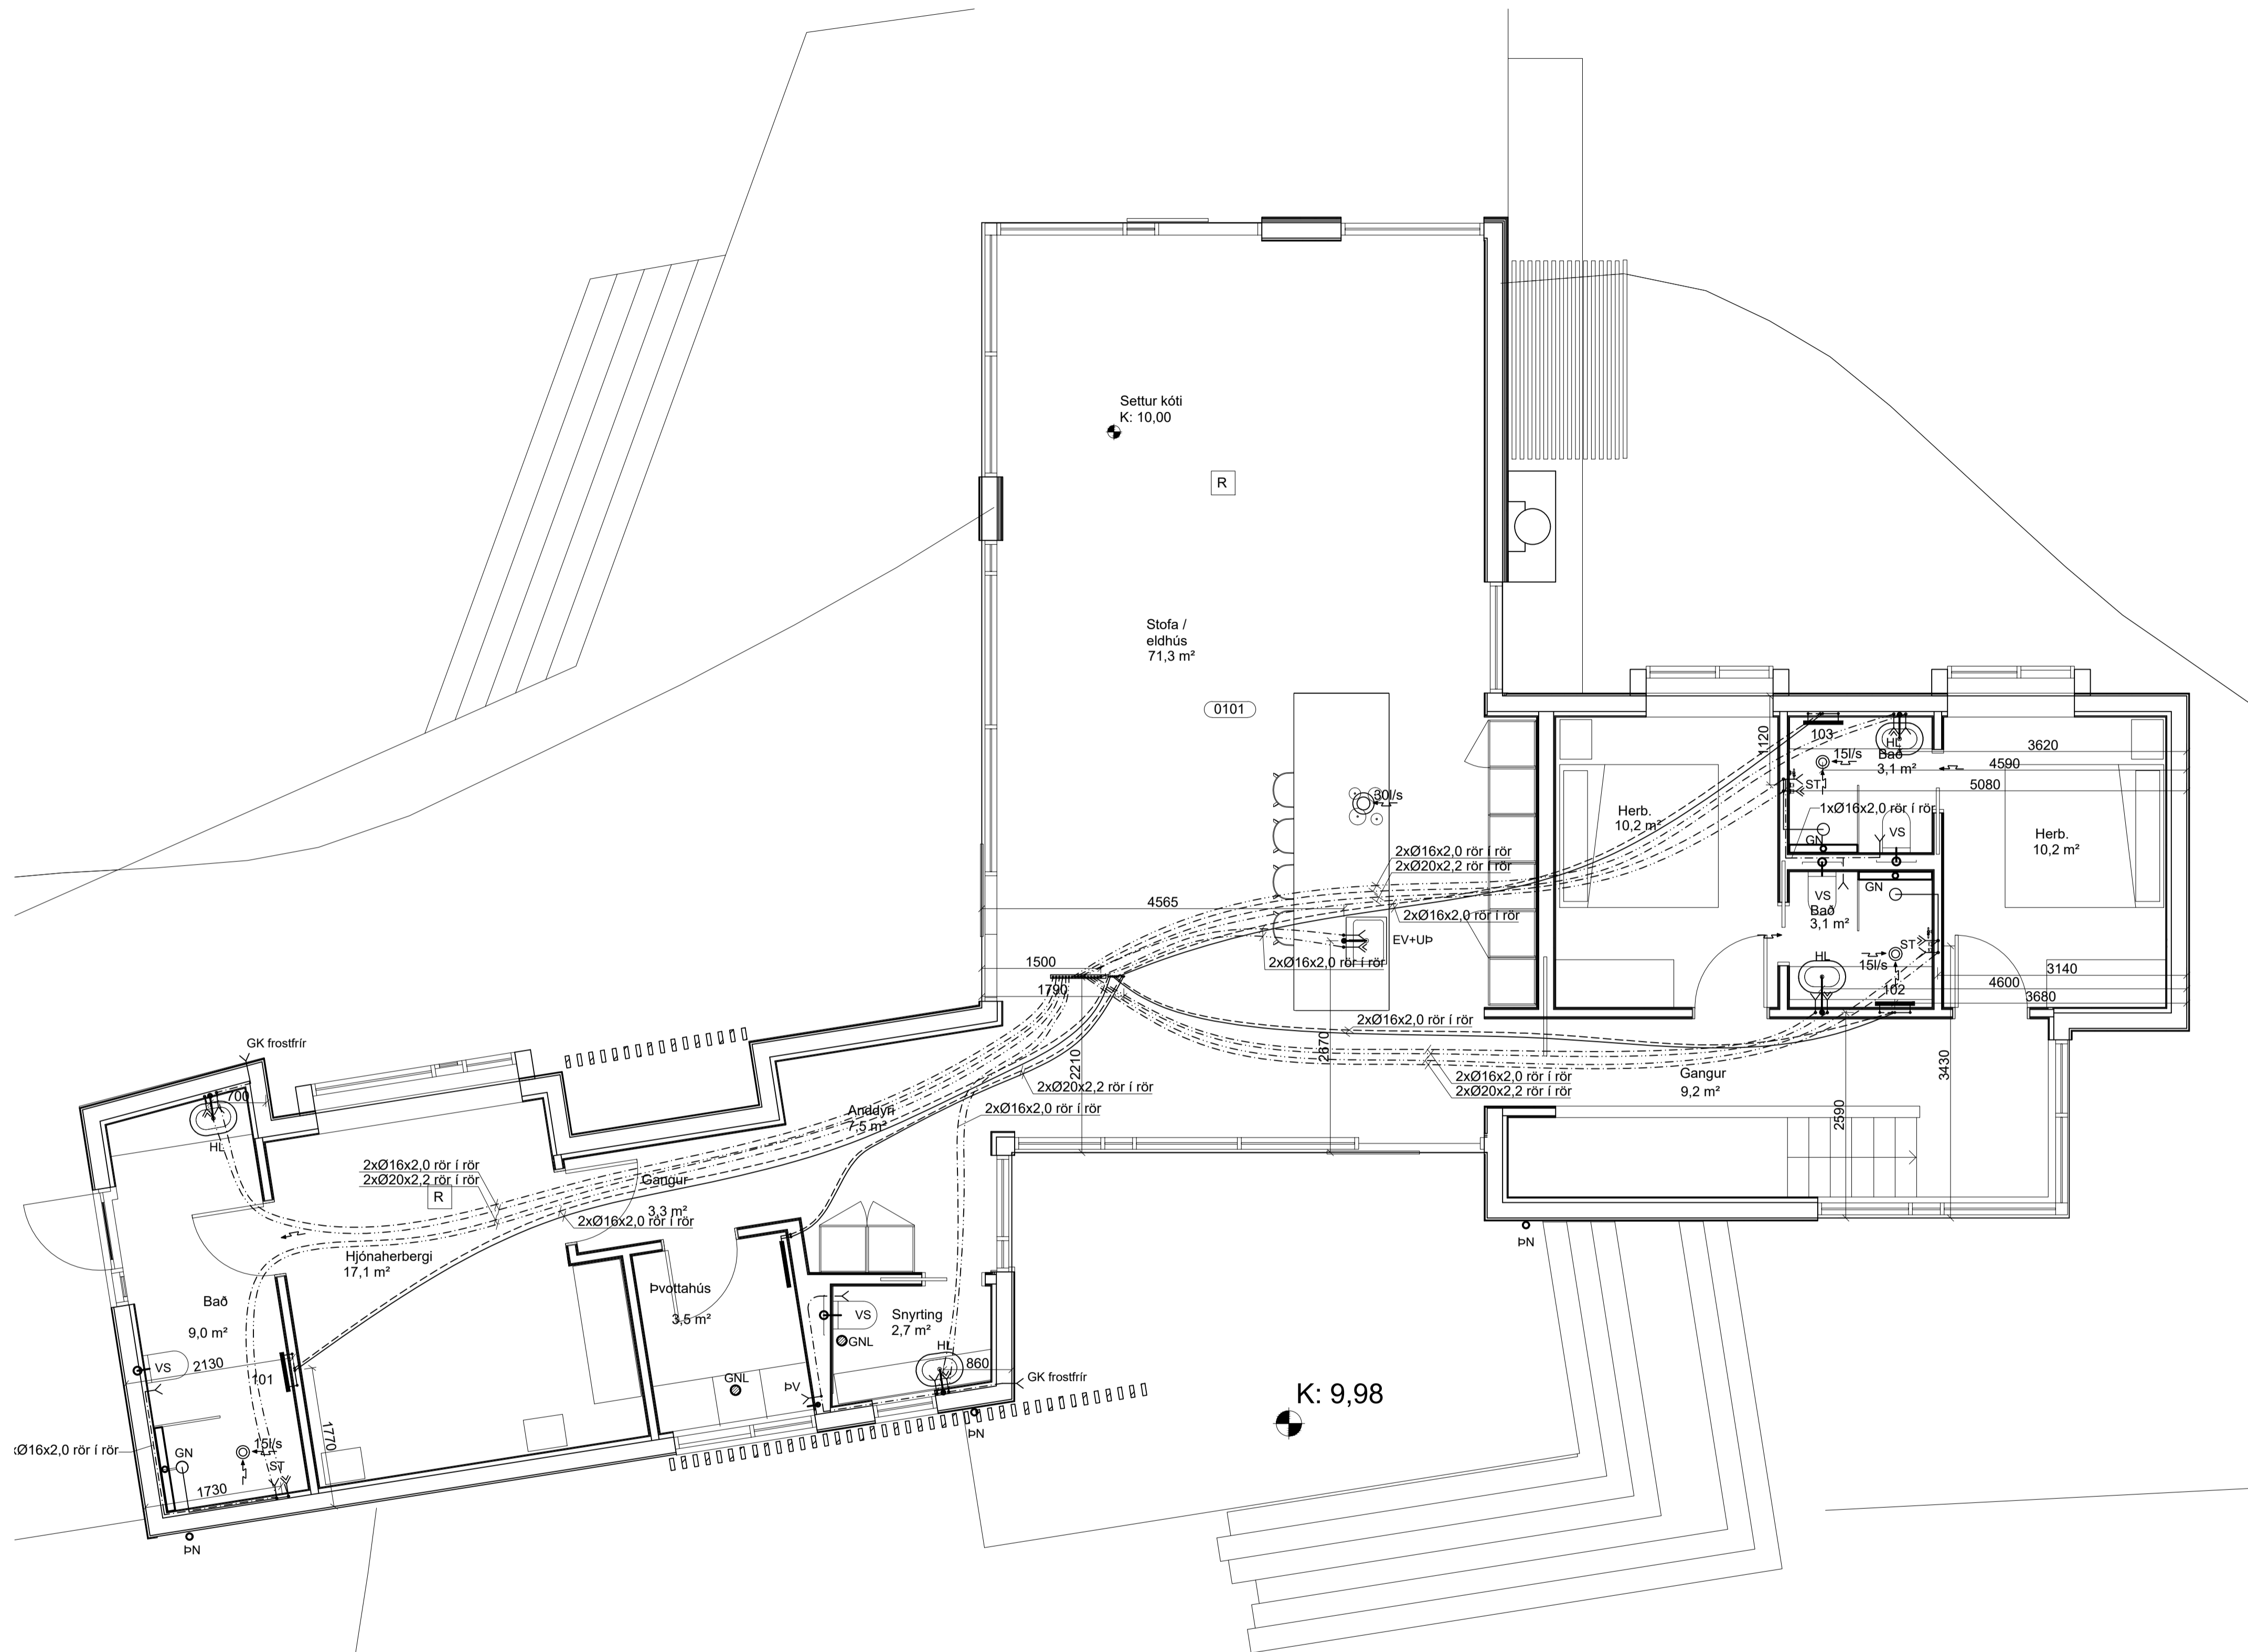 Settur kóti
K: 10,00
R
Stofa /
eldhús
71,3 m²
0101
30l/s
2xØ16x2,0 rör í rör
2xØ20x2,2 rör í rör
4565
2xØ16x2,0 rör í rör
EV+UÞ
2xØ16x2,0 rör í rör
1500
1790
2xØ16x2,0 rör í rör
2670
2210
1120
Herb.
10,2 m²
103
HL
15l/s
Bað
3,1 m²
ST
1xØ16x2,0 rör í rör
VS
GN
3620
4590
5080
Herb.
10,2 m²
VS
GN
Bað
3,1 m²
ST
HL
15l/s
102
3140
4600
3680
2xØ16x2,0 rör í rör
2xØ20x2,2 rör í rör
Gangur
9,2 m²
2590
3430
ÞN
GK frostfrír
700
HL
2xØ20x2,2 rör í rör
2xØ16x2,0 rör í rör
Anddyri
7,5 m²
2xØ16x2,0 rör í rör
2xØ20x2,2 rör í rör
R
Gangur
3,3 m²
2xØ16x2,0 rör í rör
Hjónaherbergi
17,1 m²
Bað
9,0 m²
Þvottahús
3,5 m²
VS
Snyrting
2,7 m²
GNL
HL
860
GK frostfrír
VS
2130
101
GNL
ÞV
ÞN
K: 9,98
1770
xØ16x2,0 rör í rör
GN
15l/s
ST
1730
ÞN